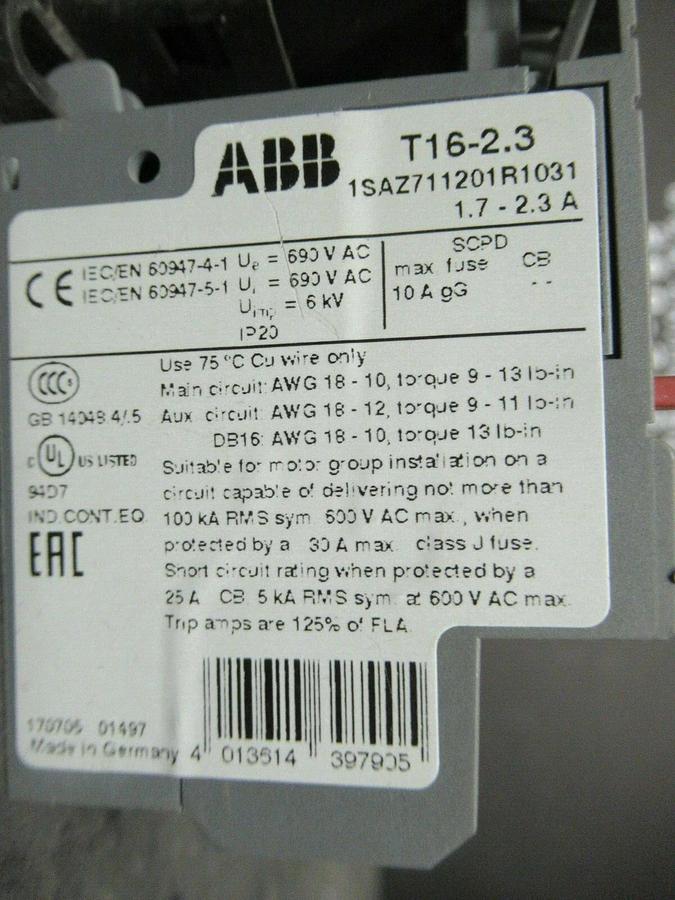 ABB
T16-2.3
1SAZ711201R1031
1.7 - 2.3 A
CE
IEC/EN 60947-4-1
IEC/EN 60947-5-1
Ue = 690 V AC
Ui = 690 V AC
Uimp = 6 kV
IP20
SCPD
max. fuse CB
10 A gG --
CCC
GB 14048.4/.5
c UL US LISTED
94D7
IND.CONT.EQ.
EAC
Use 75 °C Cu wire only
Main circuit: AWG 18 - 10, torque 9 - 13 lb-in
Aux. circuit: AWG 18 - 12, torque 9 - 11 lb-in
DB16: AWG 18 - 10, torque 13 lb-in
Suitable for motor group installation on a
circuit capable of delivering not more than
100 kA RMS sym. 600 V AC max., when
protected by a 30 A max. class J fuse.
Short circuit rating when protected by a
25 A CB: 5 kA RMS sym. at 600 V AC max.
Trip amps are 125% of FLA.
01497
Made in Germany
4 013614 397905